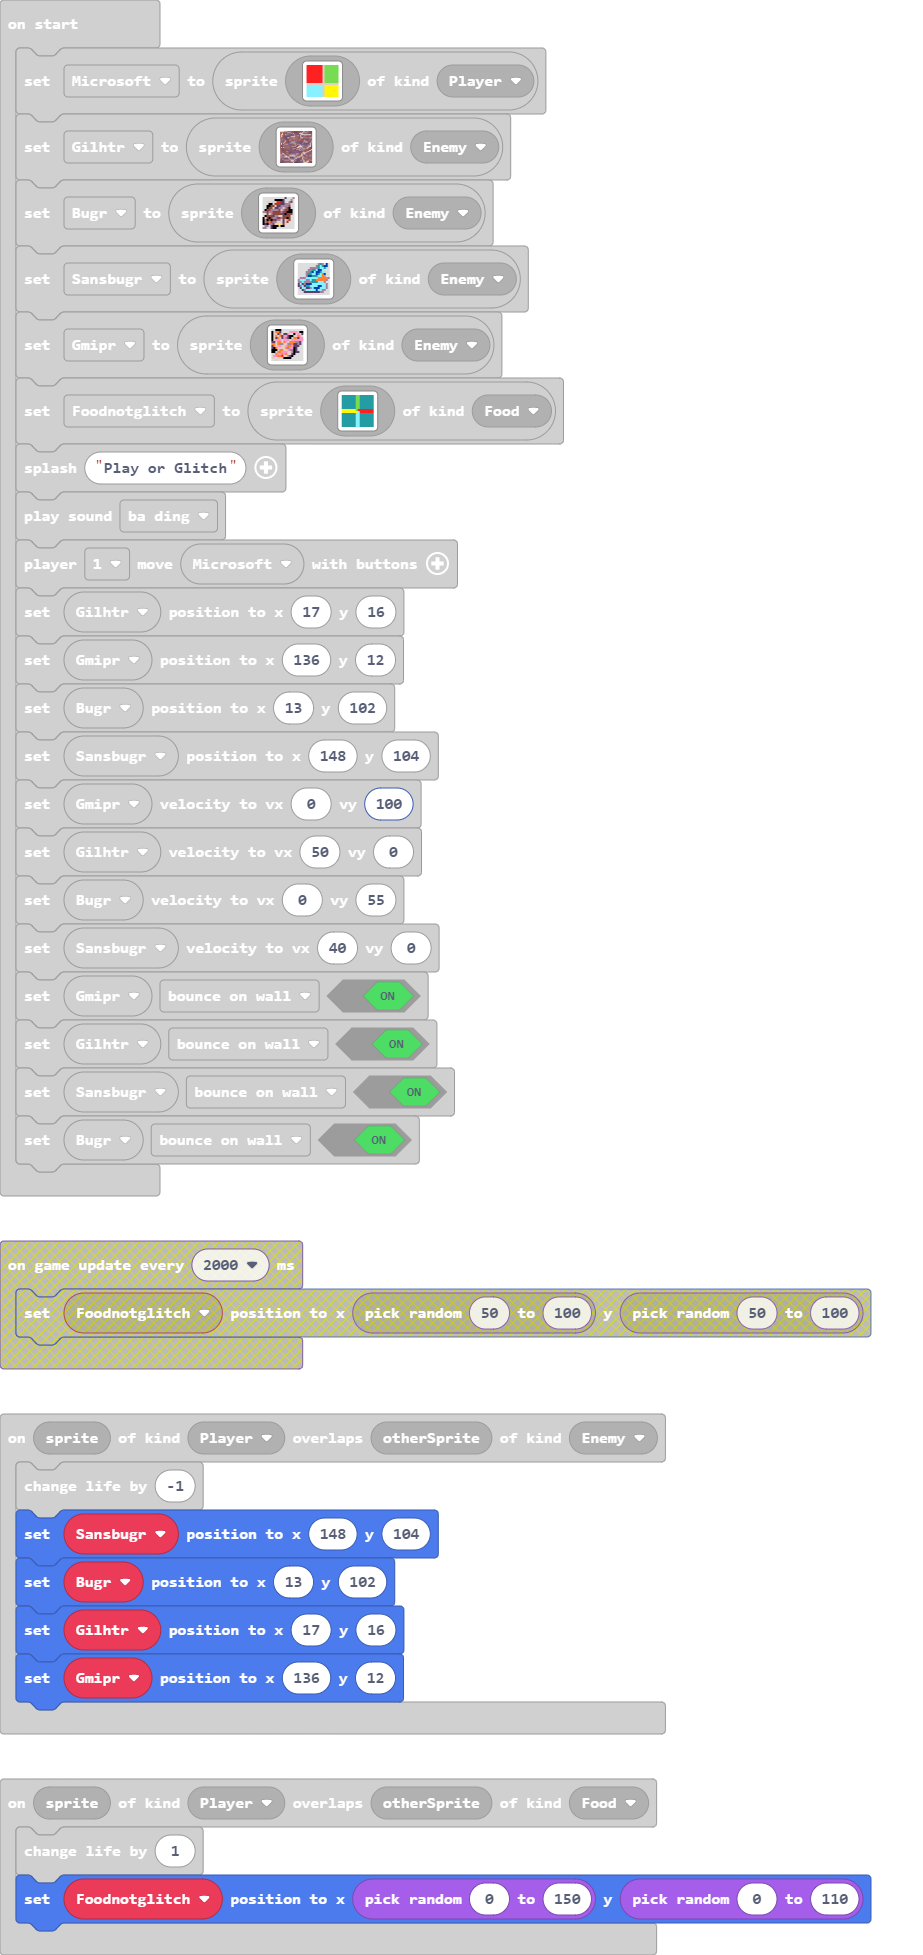 on start
set Microsoft to sprite of kind Player
set Gilhtr to sprite of kind Enemy
set Bugr to sprite of kind Enemy
set Sansbugr to sprite of kind Enemy
set Gmipr to sprite of kind Enemy
set Foodnotglitch to sprite of kind Food
splash "Play or Glitch"
play sound ba ding
player 1 move Microsoft with buttons
set Gilhtr position to x 17 y 16
set Gmipr position to x 136 y 12
set Bugr position to x 13 y 102
set Sansbugr position to x 148 y 104
set Gmipr velocity to vx 0 vy 100
set Gilhtr velocity to vx 50 vy 0
set Bugr velocity to vx 0 vy 55
set Sansbugr velocity to vx 40 vy 0
set Gmipr bounce on wall ON
set Gilhtr bounce on wall ON
set Sansbugr bounce on wall ON
set Bugr bounce on wall ON
on game update every 2000 ms
set Foodnotglitch position to x pick random 50 to 100 y pick random 50 to 100
on sprite of kind Player overlaps otherSprite of kind Enemy
change life by -1
set Sansbugr position to x 148 y 104
set Bugr position to x 13 y 102
set Gilhtr position to x 17 y 16
set Gmipr position to x 136 y 12
on sprite of kind Player overlaps otherSprite of kind Food
change life by 1
set Foodnotglitch position to x pick random 0 to 150 y pick random 0 to 110